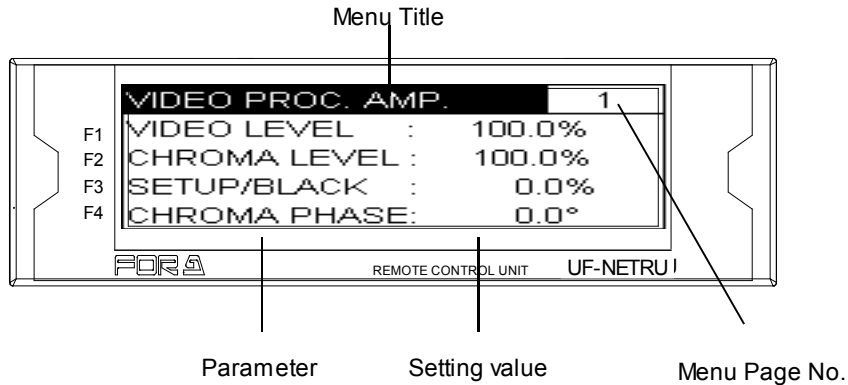 Menu Title
VIDEO PROC. AMP. 1
F1 VIDEO LEVEL : 100.0%
F2 CHROMA LEVEL : 100.0%
F3 SETUP/BLACK : 0.0%
F4 CHROMA PHASE: 0.0°
FOR.A REMOTE CONTROL UNIT UF-NETRU
Parameter Setting value Menu Page No.